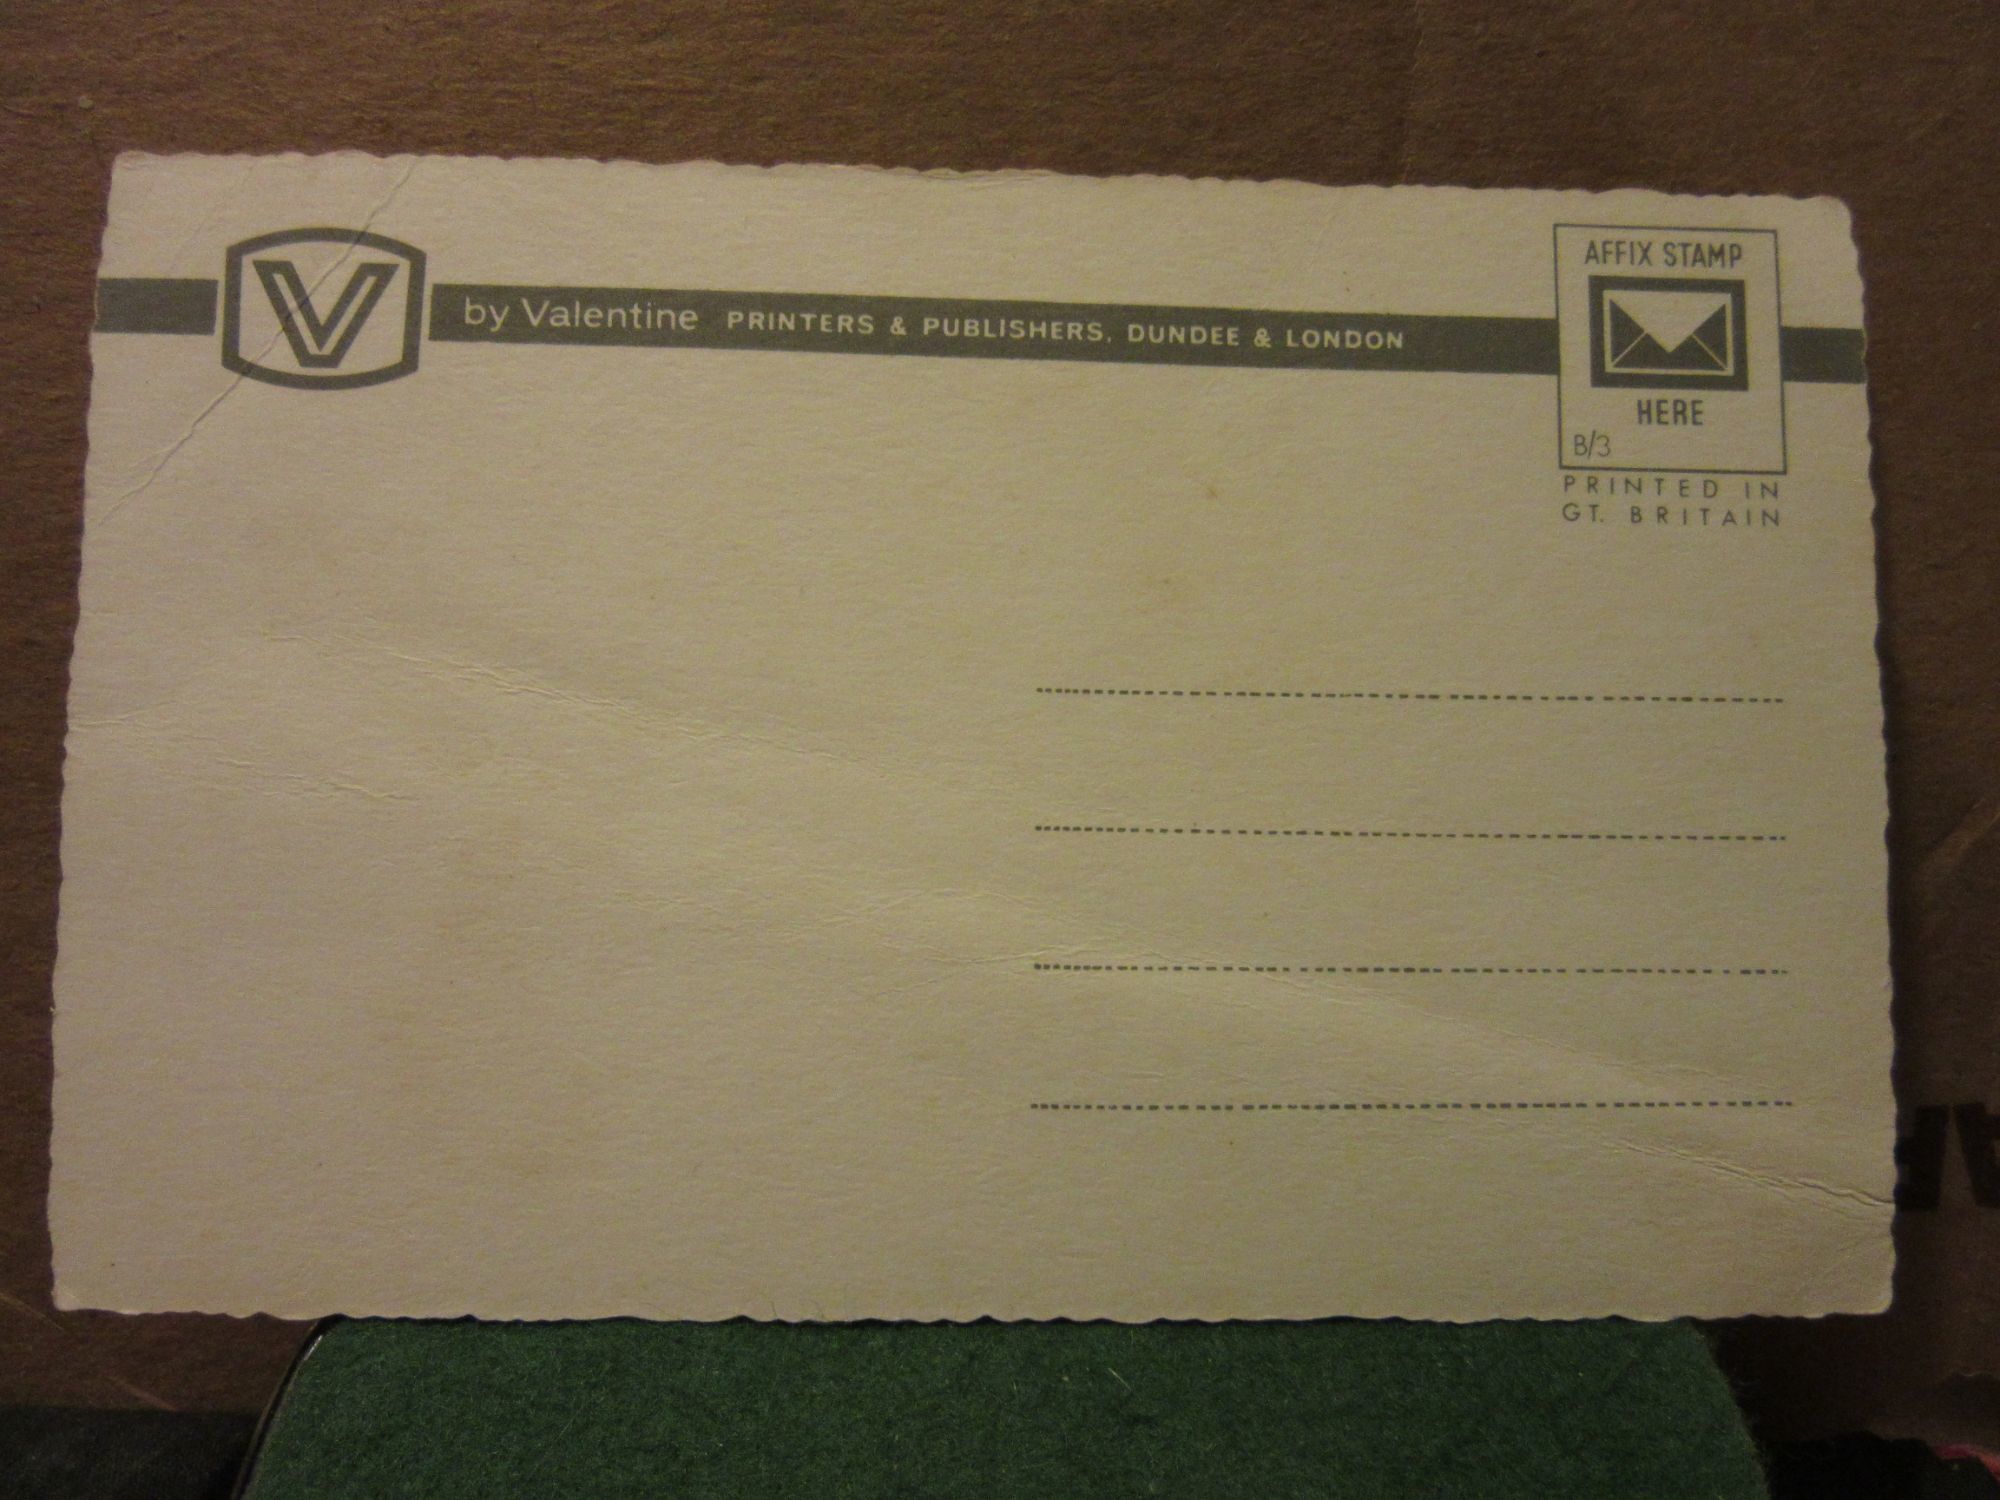 V by Valentine PRINTERS & PUBLISHERS, DUNDEE & LONDON
AFFIX STAMP
HERE
B/3
PRINTED IN
GT. BRITAIN